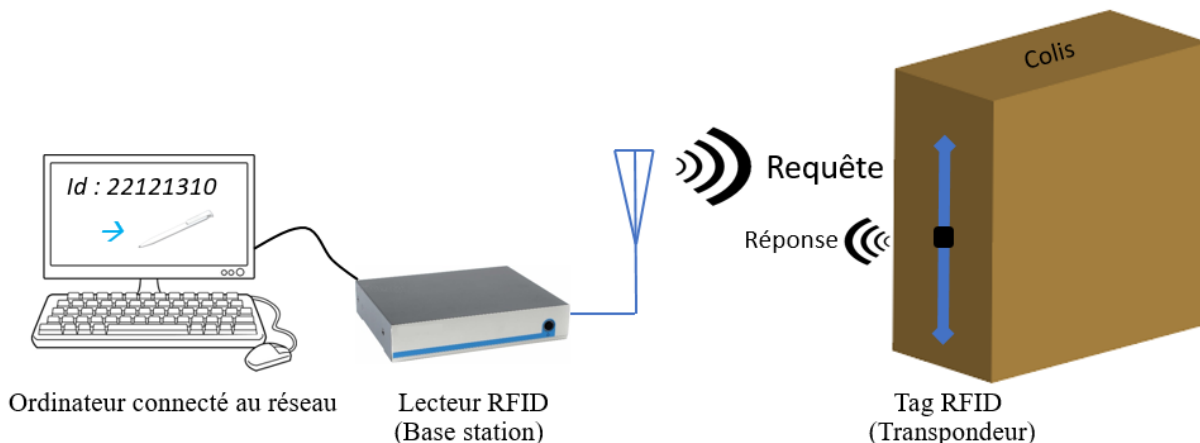 Id : 22121310
Requête
Réponse
Colis
Ordinateur connecté au réseau
Lecteur RFID
(Base station)
Tag RFID
(Transpondeur)